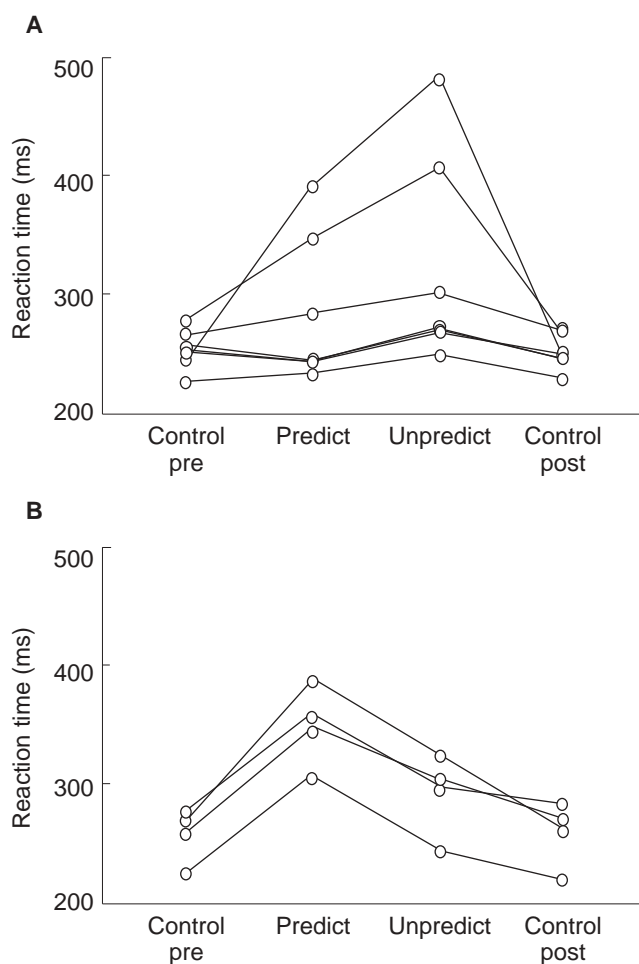 A
500
400
300
200
Reaction time (ms)
Control
pre
Predict
Unpredict
Control
post
B
500
400
300
200
Reaction time (ms)
Control
pre
Predict
Unpredict
Control
post